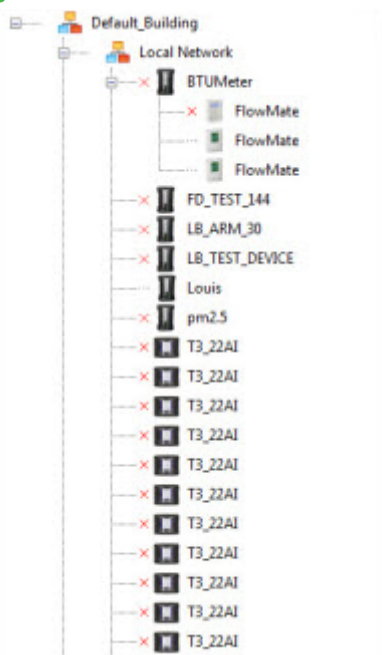 Default_Building
Local Network
BTUMeter
FlowMate
FlowMate
FlowMate
FD_TEST_144
LB_ARM_30
LB_TEST_DEVICE
Louis
pm2.5
T3_22AI
T3_22AI
T3_22AI
T3_22AI
T3_22AI
T3_22AI
T3_22AI
T3_22AI
T3_22AI
T3_22AI
T3_22AI